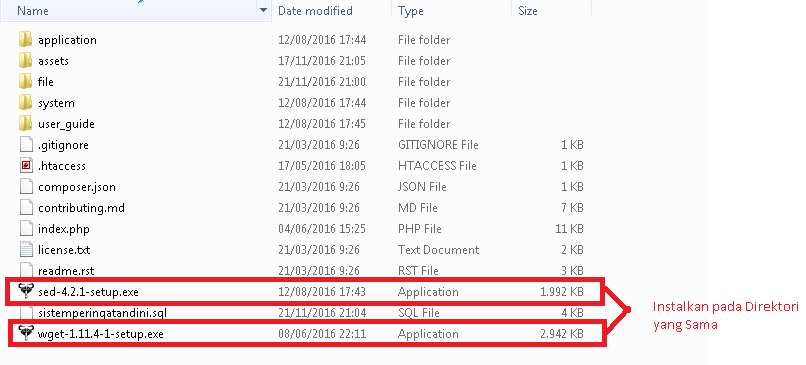 Name Date modified Type Size
application 12/08/2016 17:44 File folder
assets 17/11/2016 21:05 File folder
file 21/11/2016 21:00 File folder
system 12/08/2016 17:44 File folder
user_guide 12/08/2016 17:45 File folder
.gitignore 21/03/2016 9:26 GITIGNORE File 1 KB
.htaccess 17/05/2016 18:05 HTACCESS File 1 KB
composer.json 21/03/2016 9:26 JSON File 1 KB
contributing.md 21/03/2016 9:26 MD File 7 KB
index.php 04/06/2016 15:25 PHP File 11 KB
license.txt 21/03/2016 9:26 Text Document 2 KB
readme.rst 21/03/2016 9:26 RST File 3 KB
sed-4.2.1-setup.exe 12/08/2016 17:43 Application 1.992 KB
sistemperingatandini.sql 21/11/2016 21:04 SQL File 4 KB
wget-1.11.4-1-setup.exe 08/06/2016 22:11 Application 2.942 KB
Instalkan pada Direktori
yang Sama